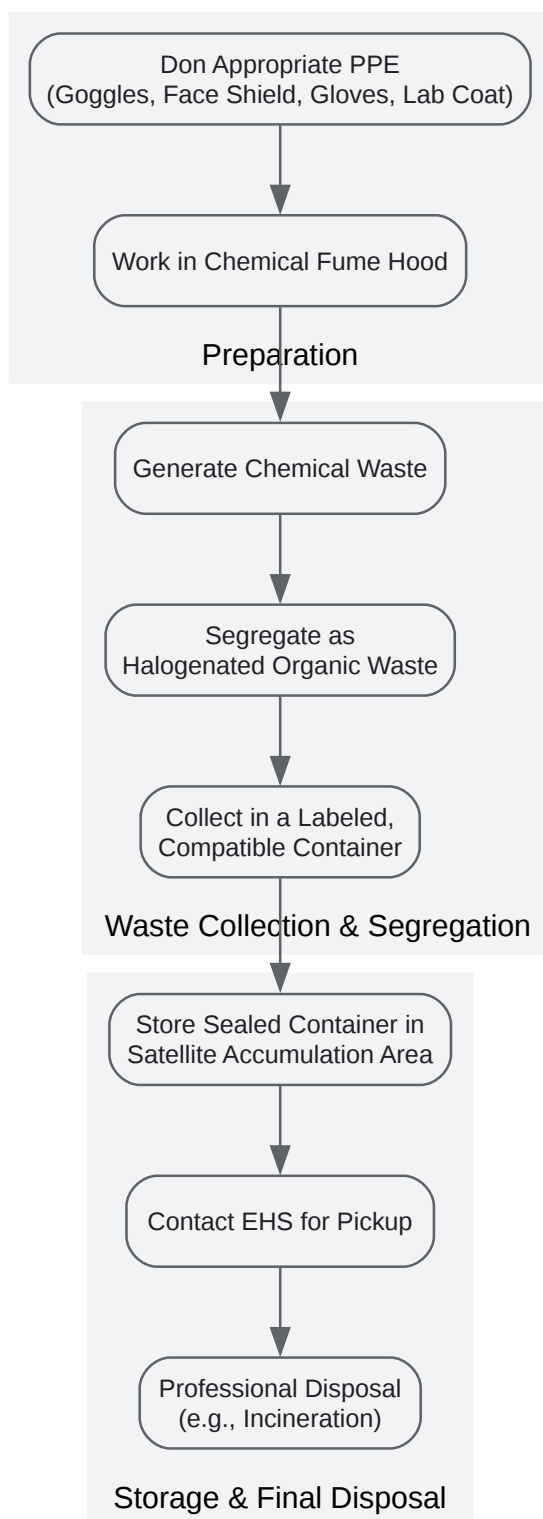 Don Appropriate PPE
(Goggles, Face Shield, Gloves, Lab Coat)
Work in Chemical Fume Hood
Preparation
Generate Chemical Waste
Segregate as
Halogenated Organic Waste
Collect in a Labeled,
Compatible Container
Waste Collection & Segregation
Store Sealed Container in
Satellite Accumulation Area
Contact EHS for Pickup
Professional Disposal
(e.g., Incineration)
Storage & Final Disposal